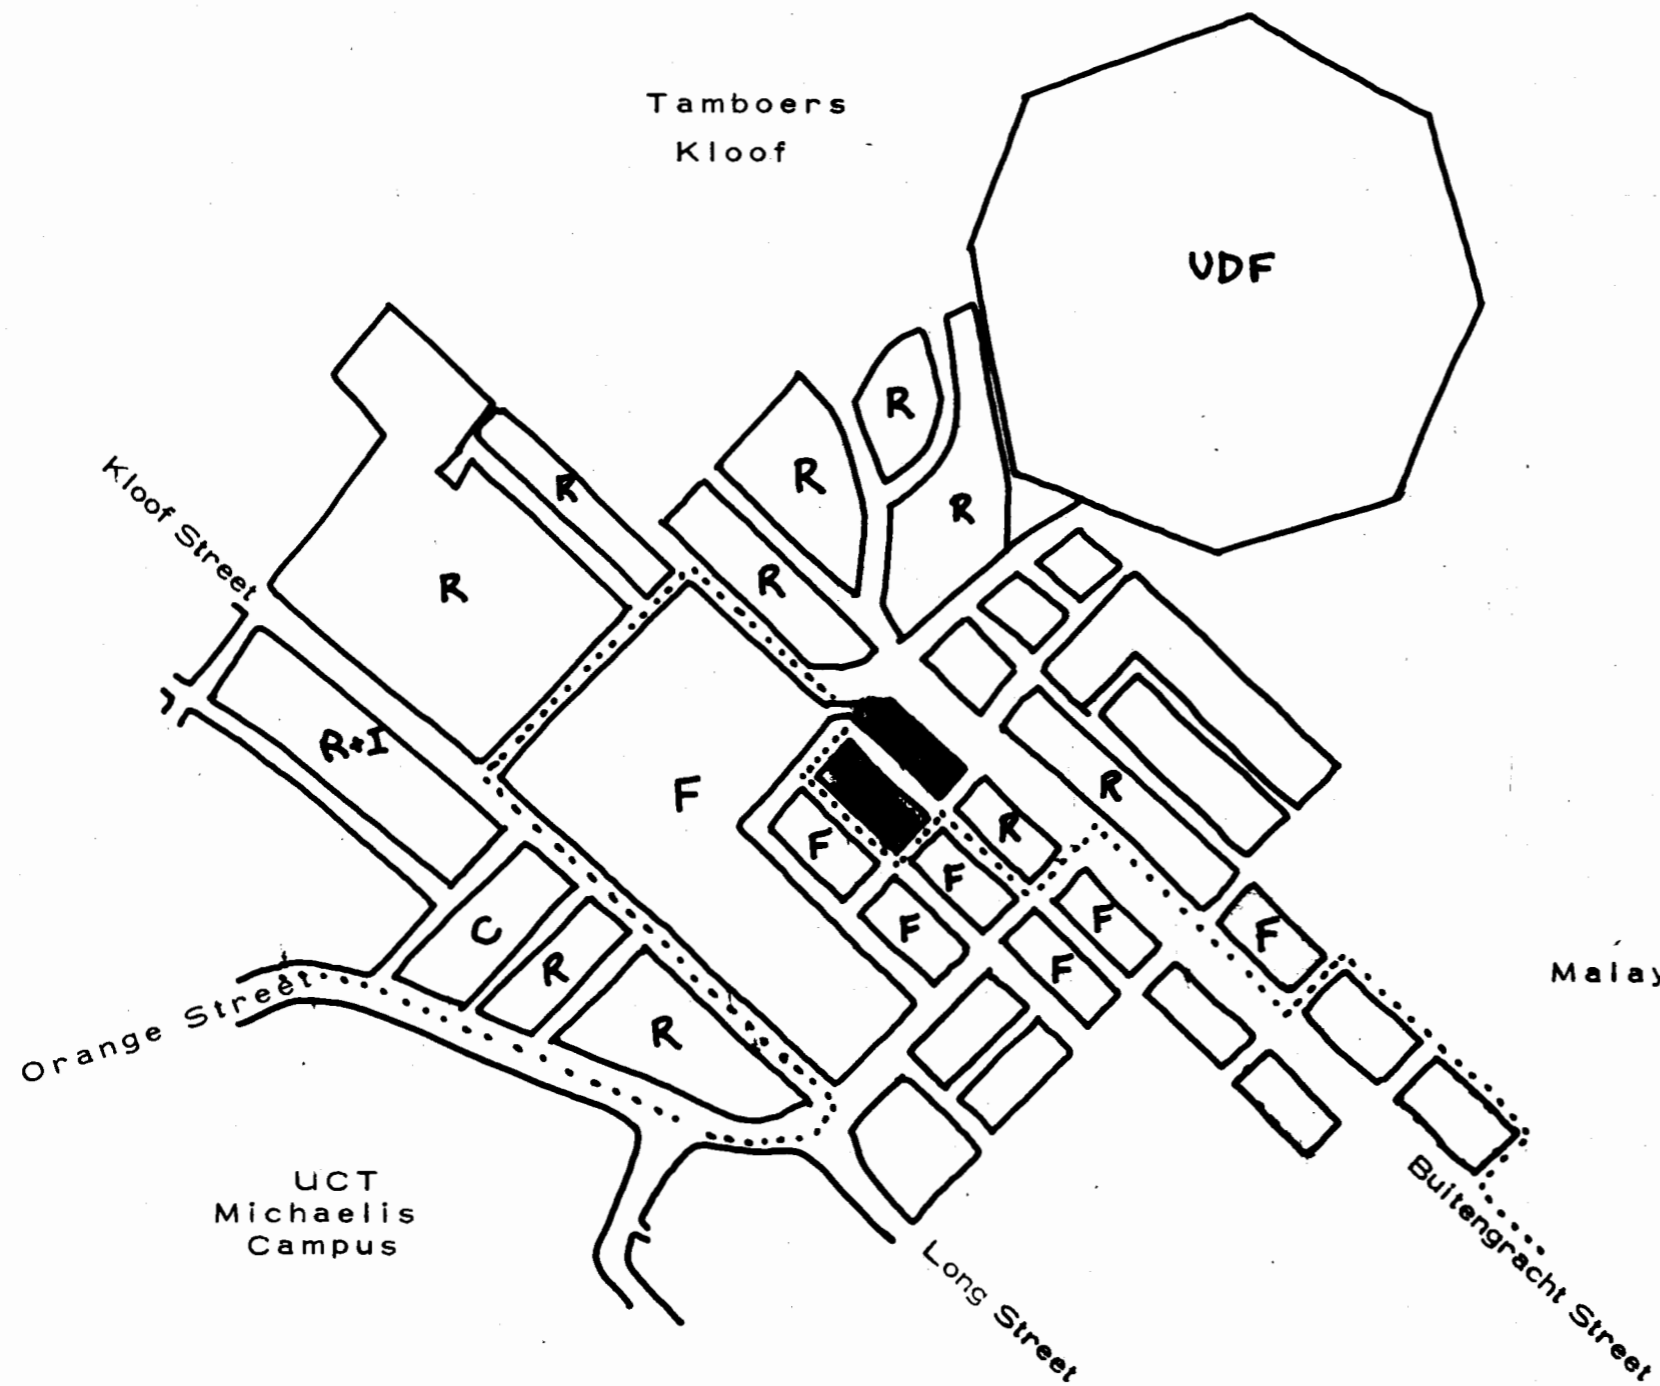 Tamboers
Kloof
UDF
R
R
R
R
R
R
R
Kloof Street
R+I
F
R
F
R
F
F
F
F
F
C
R
R
Malay
Orange Street
UCT
Michaelis
Campus
Long Street
Buitengracht Street